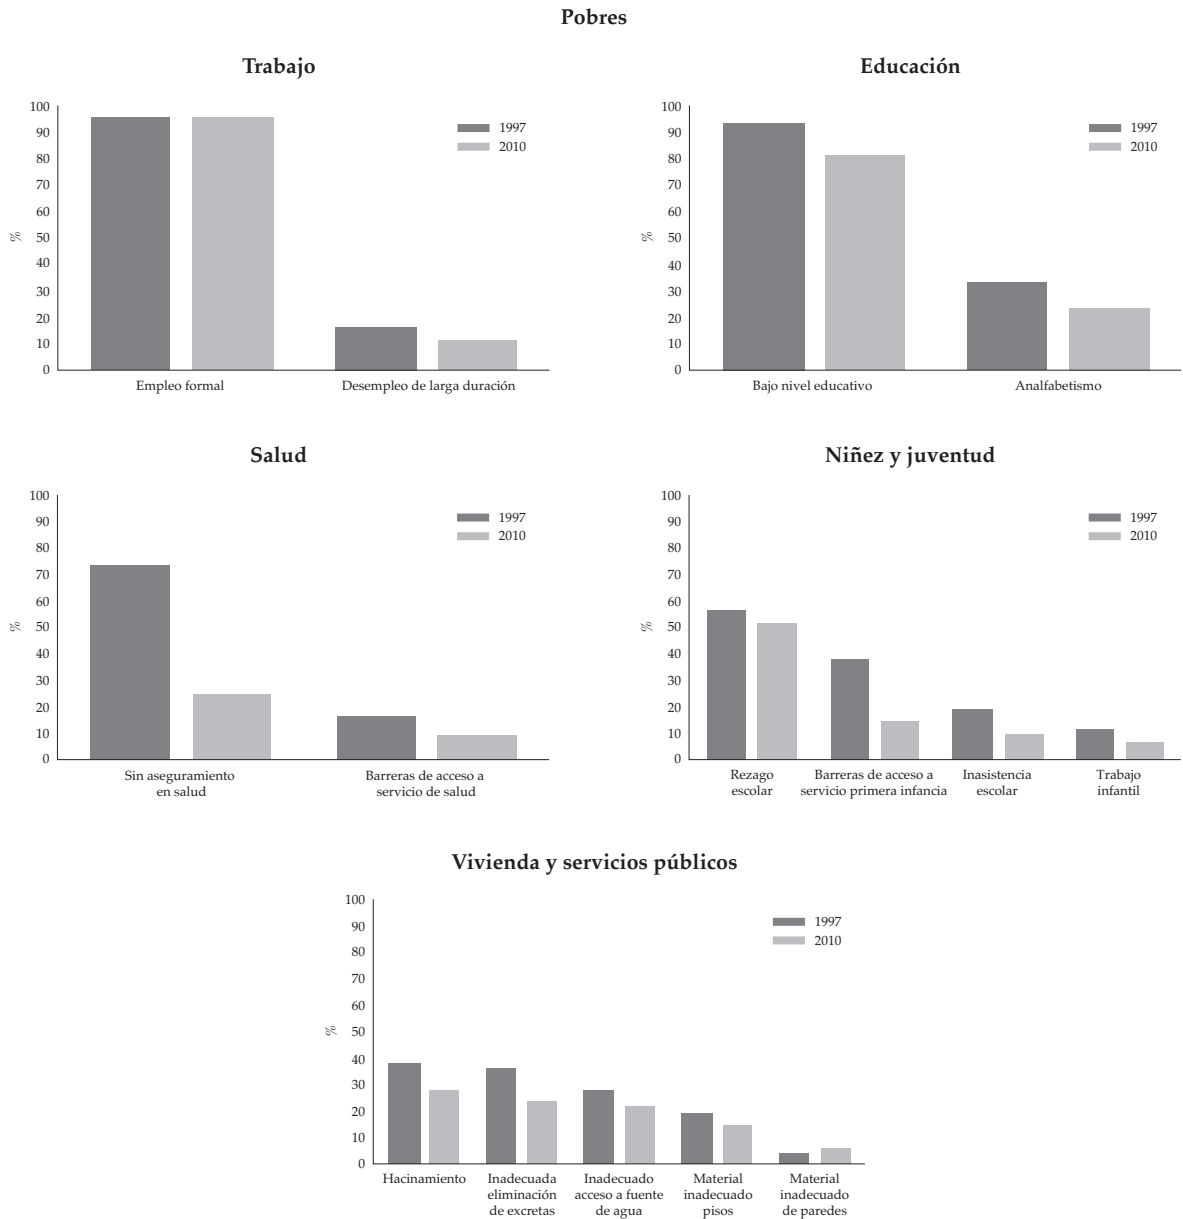 Pobres
Trabajo
100
90
80
70
60
50
40
30
20
10
0
%
1997
2010
Empleo formal
Desempleo de larga duración
Educación
100
90
80
70
60
50
40
30
20
10
0
%
1997
2010
Bajo nivel educativo
Analfabetismo
Salud
100
90
80
70
60
50
40
30
20
10
0
%
1997
2010
Sin aseguramiento
en salud
Barreras de acceso a
servicio de salud
Niñez y juventud
100
90
80
70
60
50
40
30
20
10
0
%
1997
2010
Rezago
escolar
Barreras de acceso a
servicio primera infancia
Inasistencia
escolar
Trabajo
infantil
Vivienda y servicios públicos
100
90
80
70
60
50
40
30
20
10
0
%
1997
2010
Hacinamiento
Inadecuada
eliminación
de excretas
Inadecuado
acceso a fuente
de agua
Material
inadecuado
pisos
Material
inadecuado
de paredes